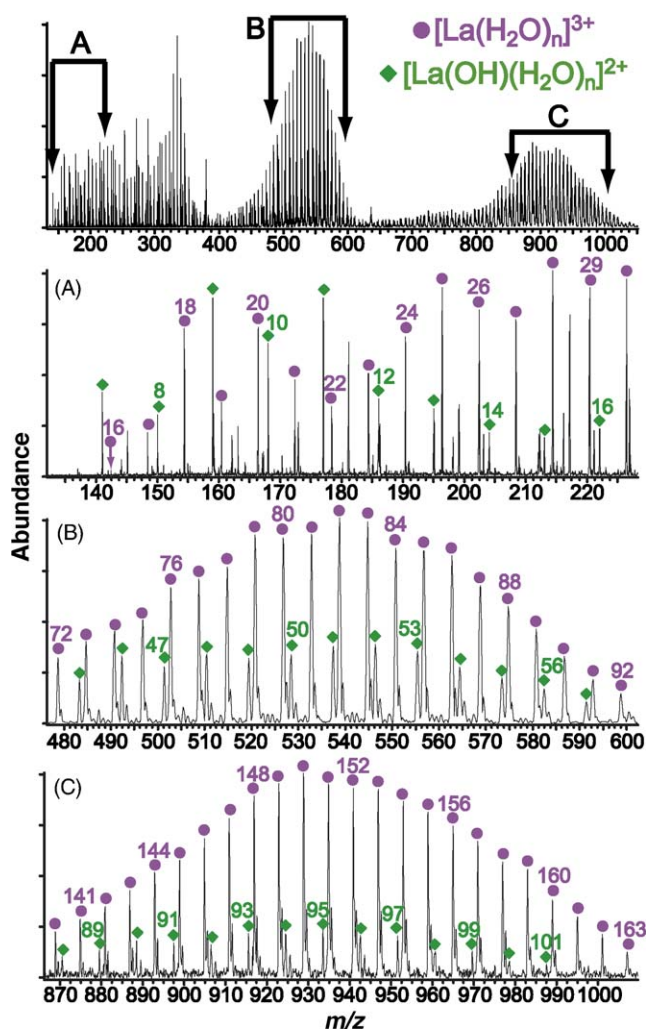 A
B
[La(H₂O)ₙ]³⁺
[La(OH)(H₂O)ₙ]²⁺
C
200 300 400 500 600 700 800 900 1000
(A)
18 20 24 26 29
10
16 8 22 12 14 16
140 150 160 170 180 190 200 210 220
Abundance
(B)
72 76 80 84 88 92
47 50 53 56
480 490 500 510 520 530 540 550 560 570 580 590 600
(C)
141 144 148 152 156 160 163
89 91 93 95 97 99 101
870 880 890 900 910 920 930 940 950 960 970 980 990 1000
m/z